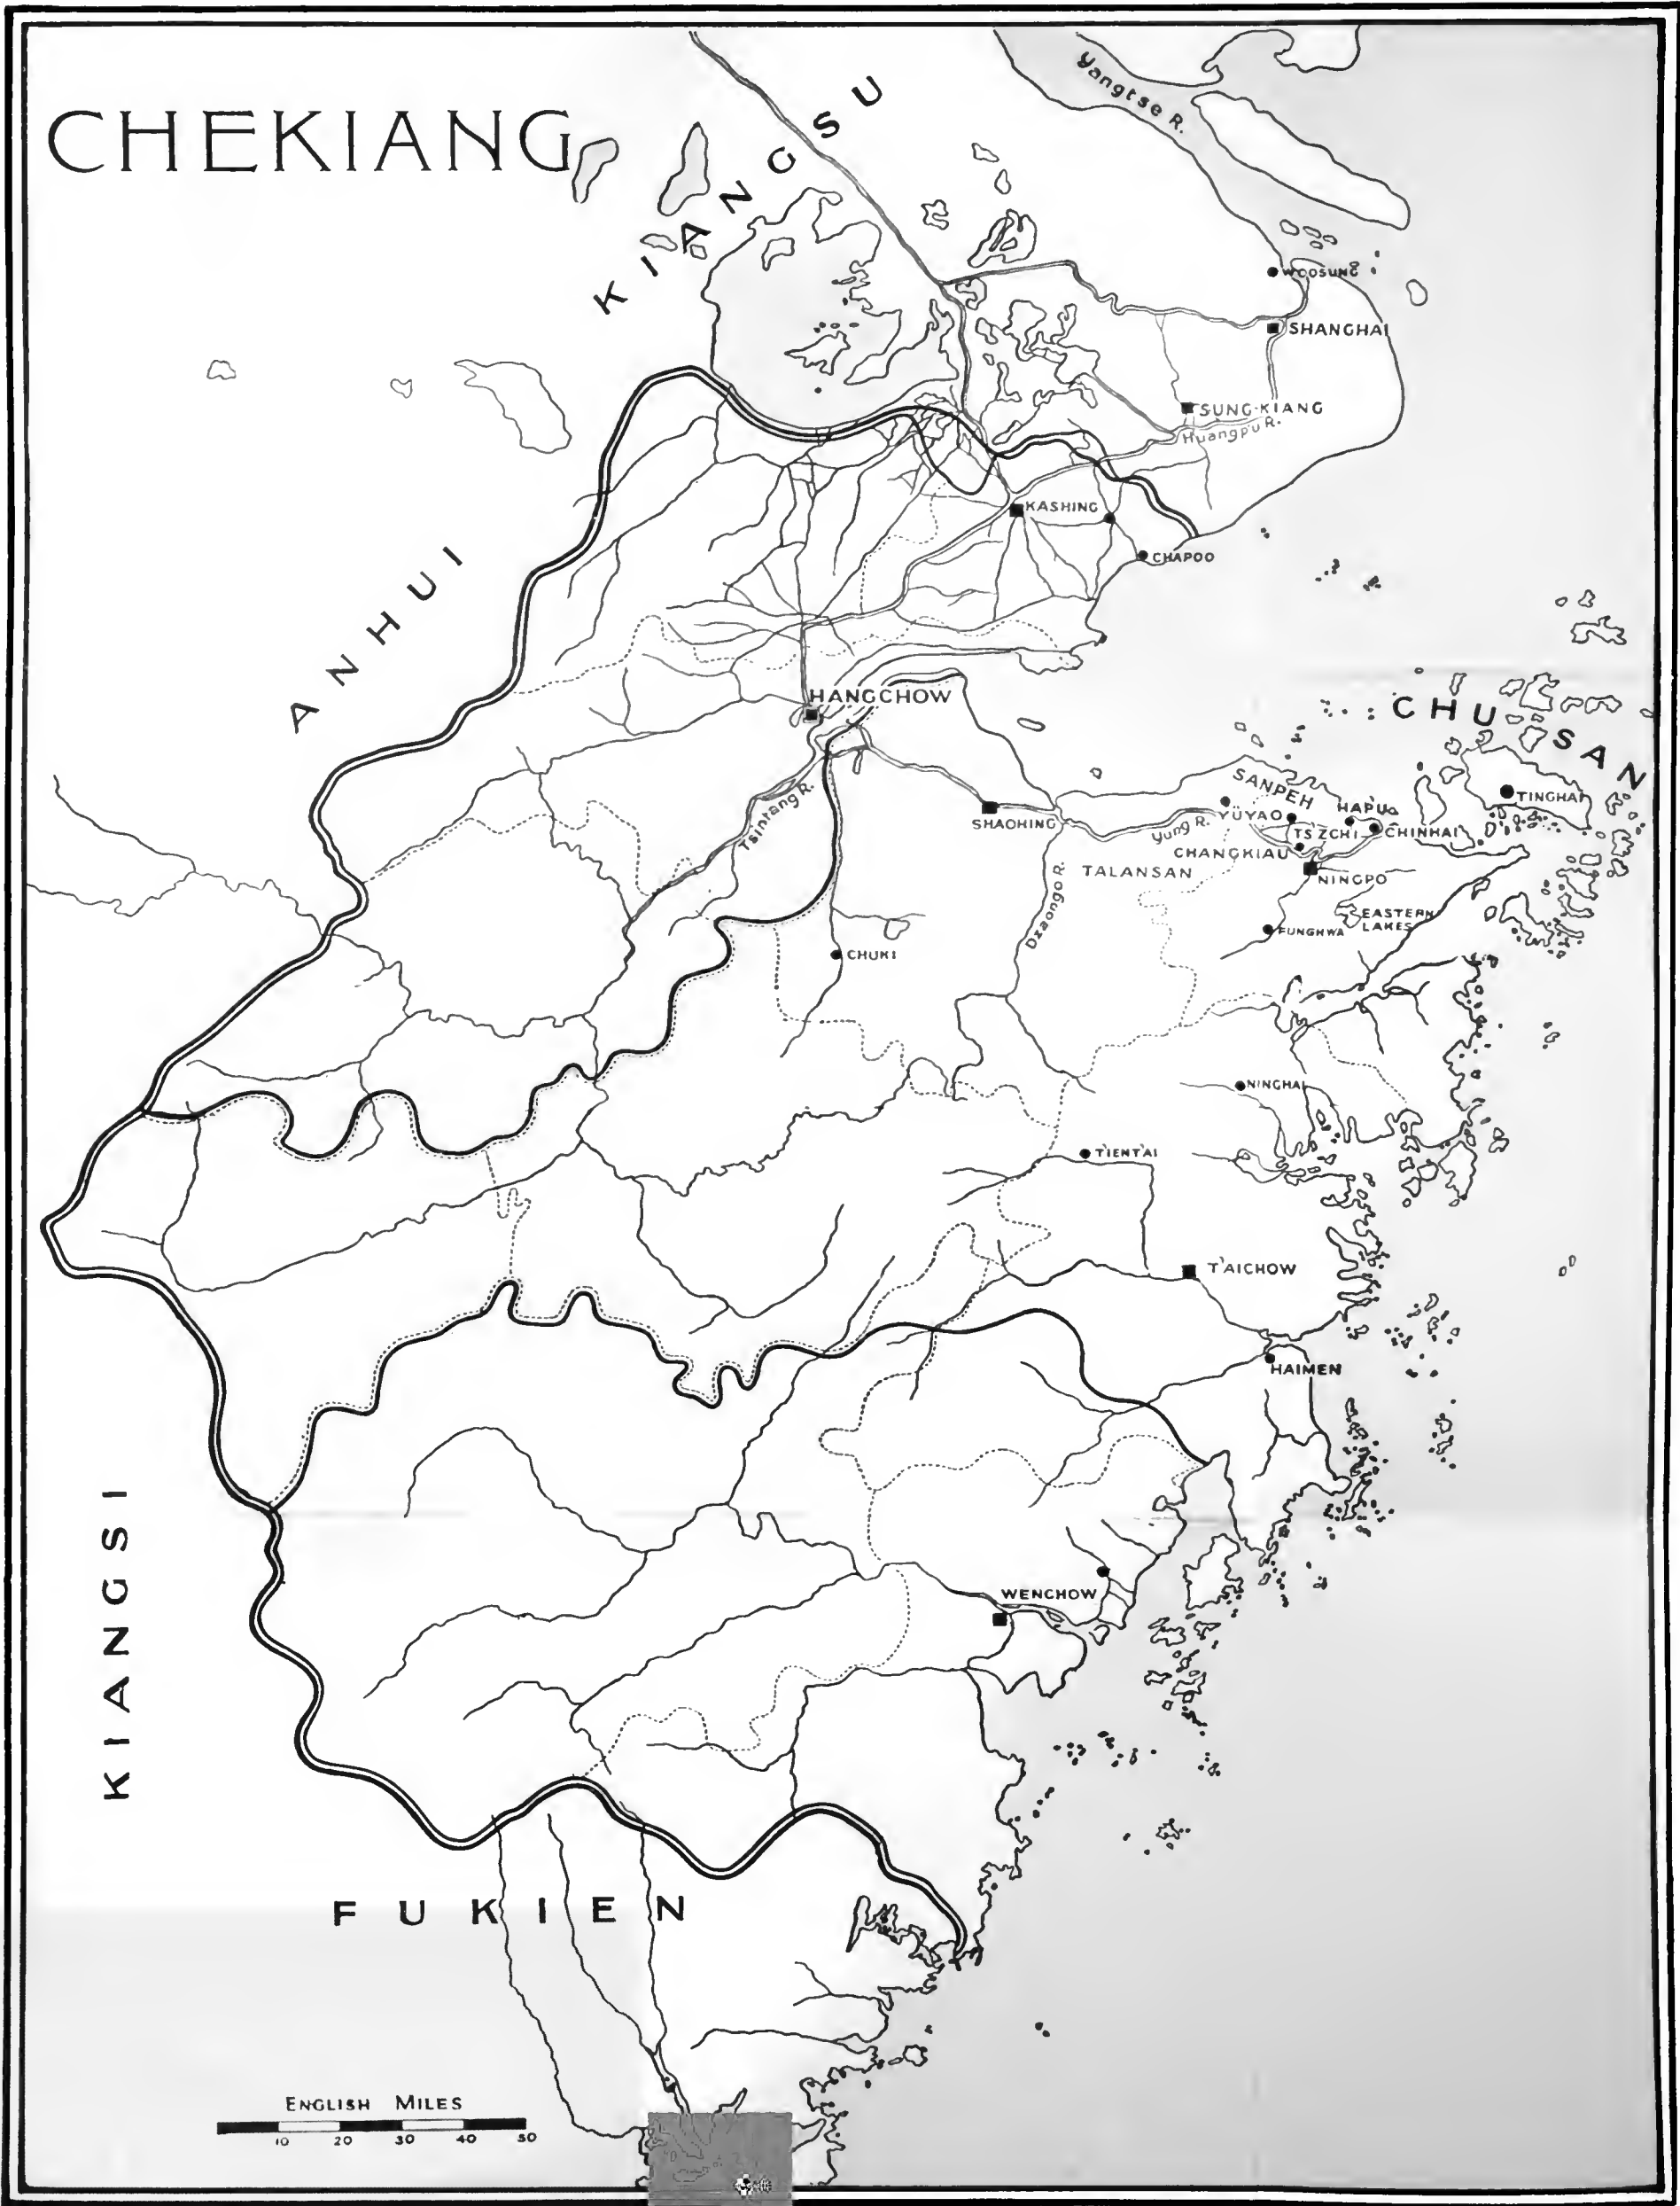 CHEKIANG
KIANGSU
Yangtse R.
WOOSUNG
SHANGHAI
SUNG-KIANG
Huangpu R.
KASHING
CHAPOO
ANHUI
HANGCHOW
CHUSAN
SANPEH
TINGHAI
HAPU
YÜYAO
SHAOHING
Yung R.
TS'ZCHI
CHINHAI
Tsintang R.
CHANGKIAU
TALANSAN
NINGPO
Dzaongo R.
EASTERN
LAKES
FUNGHWA
CHUKI
NINGHAI
T'IENT'AI
T'AICHOW
HAIMEN
KIANGSI
WENCHOW
FUKIEN
ENGLISH MILES
10 20 30 40 50